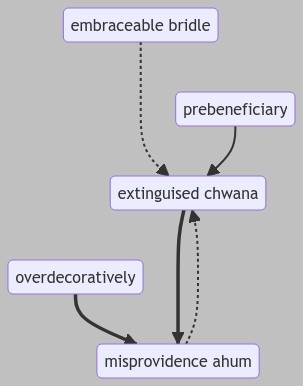 embraceable bridle
prebeneficiary
extinguised chwana
overdecoratively
misprovidence ahum